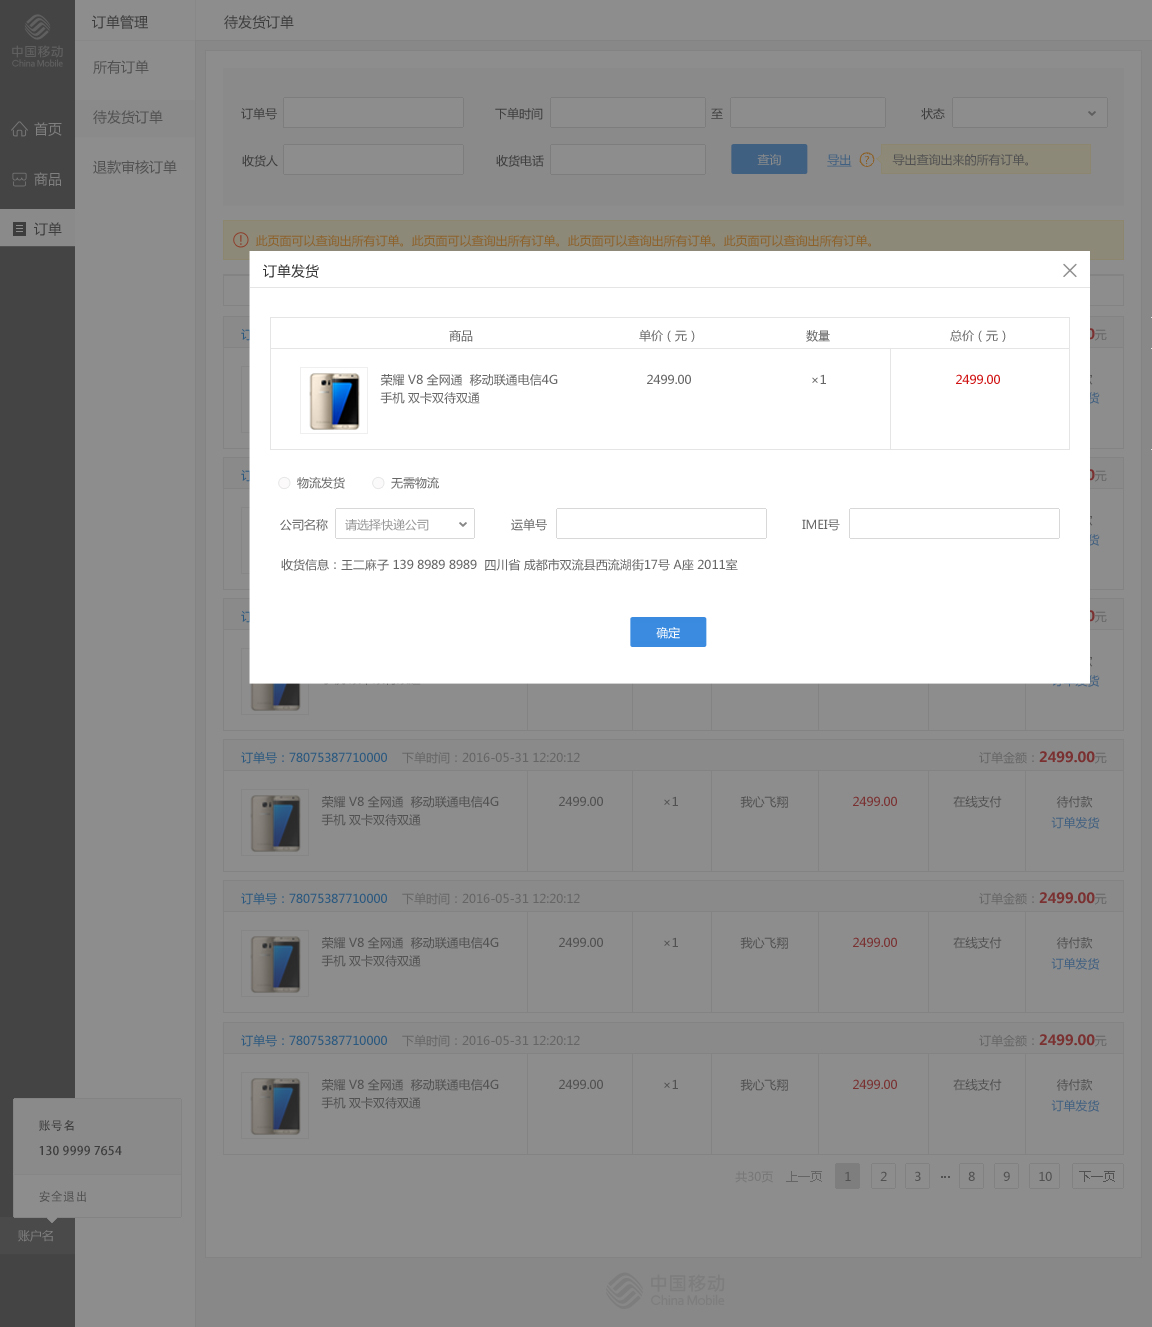 中国移动
China Mobile
首页
商品
订单
订单管理
所有订单
待发货订单
退款审核订单
待发货订单
订单号 下单时间 至 状态
收货人 收货电话 查询 导出 ? 导出查询出来的所有订单。
此页面可以查询出所有订单。此页面可以查询出所有订单。此页面可以查询出所有订单。此页面可以查询出所有订单。
订单发货
商品 单价（元） 数量 总价（元）
荣耀 V8 全网通 移动联通电信4G 2499.00 ×1 2499.00
手机 双卡双待双通
物流发货 无需物流
公司名称 请选择快递公司 运单号 IMEI号
收货信息：王二麻子 139 8989 8989 四川省 成都市双流县西流湖街17号 A座 2011室
确定
订单号：78075387710000 下单时间：2016-05-31 12:20:12 订单金额：2499.00元
荣耀 V8 全网通 移动联通电信4G 2499.00 ×1 我心飞翔 2499.00 在线支付 待付款
手机 双卡双待双通 订单发货
订单号：78075387710000 下单时间：2016-05-31 12:20:12 订单金额：2499.00元
荣耀 V8 全网通 移动联通电信4G 2499.00 ×1 我心飞翔 2499.00 在线支付 待付款
手机 双卡双待双通 订单发货
订单号：78075387710000 下单时间：2016-05-31 12:20:12 订单金额：2499.00元
荣耀 V8 全网通 移动联通电信4G 2499.00 ×1 我心飞翔 2499.00 在线支付 待付款
手机 双卡双待双通 订单发货
共30页 上一页 1 2 3 ··· 8 9 10 下一页
账号名
130 9999 7654
安全退出
账户名
中国移动
China Mobile